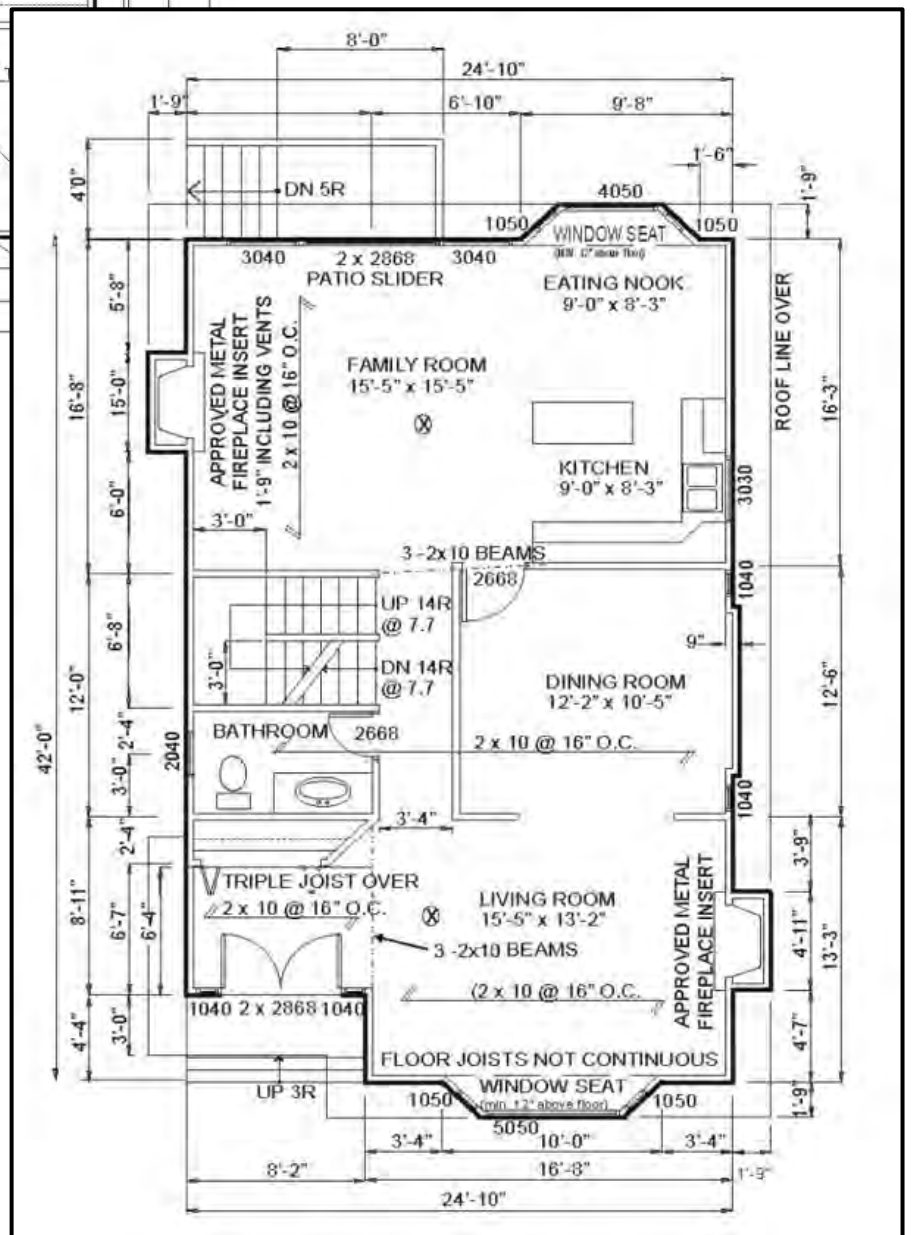 8'-0"
24'-10"
1'-9"
6'-10"
9'-8"
1'-6"
1'-9"
4'0"
DN 5R
4050
1050
1050
WINDOW SEAT
(min. 12" above floor)
3040
2 x 2868
3040
PATIO SLIDER
EATING NOOK
9'-0" x 8'-3"
5'-8"
15'-0"
6'-0"
16'-8"
APPROVED METAL
FIREPLACE INSERT
1'-9" INCLUDING VENTS
2 x 10 @ 16" O.C.
FAMILY ROOM
15'-5" x 15'-5"
ROOF LINE OVER
16'-3"
KITCHEN
9'-0" x 8'-3"
3030
3'-0"
3 -2x10 BEAMS
2668
1040
UP 14R
@ 7.7
6'-8"
9"
3'-0"
DN 14R
@ 7.7
12'-0"
42'-0"
DINING ROOM
12'-2" x 10'-5"
12'-6"
BATHROOM
2668
2 x 10 @ 16" O.C.
2040
2'-4"
3'-0"
1040
3'-4"
2'-4"
3'-9"
8'-11"
6'-7"
6'-4"
TRIPLE JOIST OVER
2 x 10 @ 16" O.C.
LIVING ROOM
15'-5" x 13'-2"
3 -2x10 BEAMS
APPROVED METAL
FIREPLACE INSERT
4'-11"
13'-3"
(2 x 10 @ 16" O.C.
1040 2 x 2868 1040
4'-4"
3'-0"
4'-7"
FLOOR JOISTS NOT CONTINUOUS
UP 3R
WINDOW SEAT
(min. 12" above floor)
1050
1050
5050
1'-9"
3'-4"
10'-0"
3'-4"
8'-2"
16'-8"
1'-9"
24'-10"